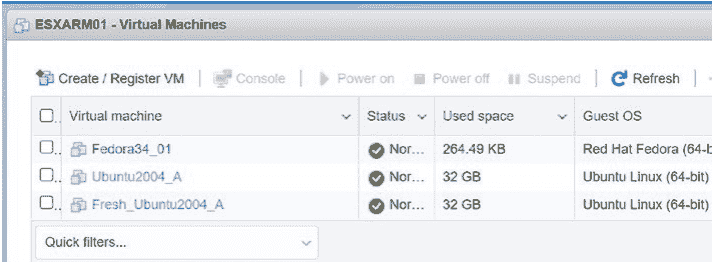 ESXARM01 - Virtual Machines
Create / Register VM Console Power on Power off Suspend Refresh
Virtual machine Status Used space Guest OS
Fedora34_01 Nor... 264.49 KB Red Hat Fedora (64-b
Ubuntu2004_A Nor... 32 GB Ubuntu Linux (64-bit)
Fresh_Ubuntu2004_A Nor... 32 GB Ubuntu Linux (64-bit)
Quick filters...